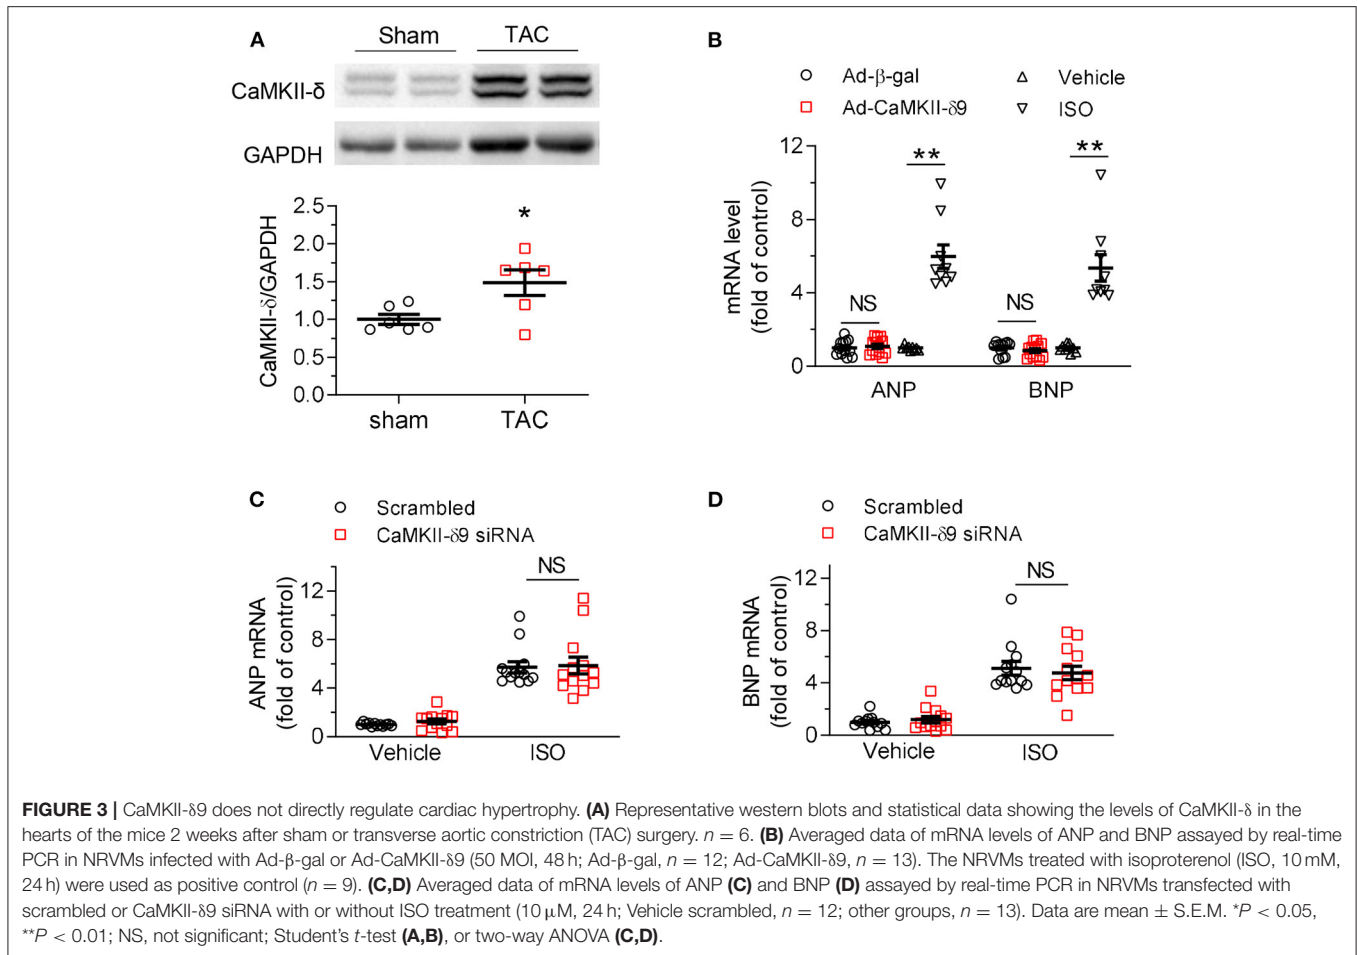 A
Sham TAC
CaMKII-δ
GAPDH
CaMKII-δ/GAPDH
2.5
2.0
1.5
1.0
0.5
0.0
*
sham TAC
B
Ad-β-gal Vehicle
Ad-CaMKII-δ9 ISO
mRNA level
(fold of control)
12
8
4
0
** **
NS NS
ANP BNP
C
Scrambled
CaMKII-δ9 siRNA
NS
ANP mRNA
(fold of control)
12
8
4
0
Vehicle ISO
D
Scrambled
CaMKII-δ9 siRNA
NS
BNP mRNA
(fold of control)
12
8
4
0
Vehicle ISO
FIGURE 3 | CaMKII-δ9 does not directly regulate cardiac hypertrophy. (A) Representative western blots and statistical data showing the levels of CaMKII-δ in the
hearts of the mice 2 weeks after sham or transverse aortic constriction (TAC) surgery. n = 6. (B) Averaged data of mRNA levels of ANP and BNP assayed by real-time
PCR in NRVMs infected with Ad-β-gal or Ad-CaMKII-δ9 (50 MOI, 48 h; Ad-β-gal, n = 12; Ad-CaMKII-δ9, n = 13). The NRVMs treated with isoproterenol (ISO, 10 mM,
24 h) were used as positive control (n = 9). (C,D) Averaged data of mRNA levels of ANP (C) and BNP (D) assayed by real-time PCR in NRVMs transfected with
scrambled or CaMKII-δ9 siRNA with or without ISO treatment (10 μM, 24 h; Vehicle scrambled, n = 12; other groups, n = 13). Data are mean ± S.E.M. *P < 0.05,
**P < 0.01; NS, not significant; Student's t-test (A,B), or two-way ANOVA (C,D).